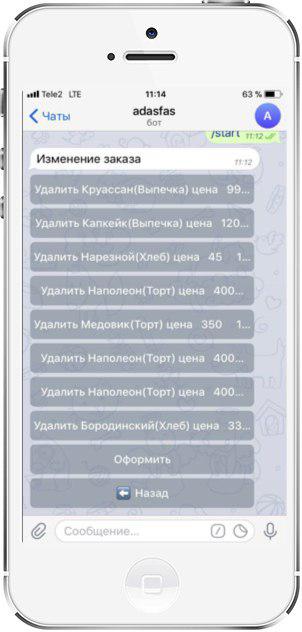 Tele2 LTE 11:14 63 %
Чаты adasfas A
бот
/start 11:12
Изменение заказа 11:12
Удалить Круассан(Выпечка) цена 99...
Удалить Капкейк(Выпечка) цена 120...
Удалить Нарезной(Хлеб) цена 45 1...
Удалить Наполеон(Торт) цена 400...
Удалить Медовик(Торт) цена 350 1...
Удалить Наполеон(Торт) цена 400...
Удалить Наполеон(Торт) цена 400...
Удалить Бородинский(Хлеб) цена 33...
Оформить
Назад
Сообщение...